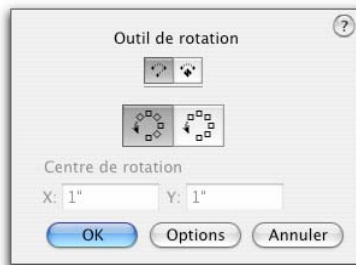 ?
Outil de rotation
Centre de rotation
X: 1" Y: 1"
OK Options Annuler